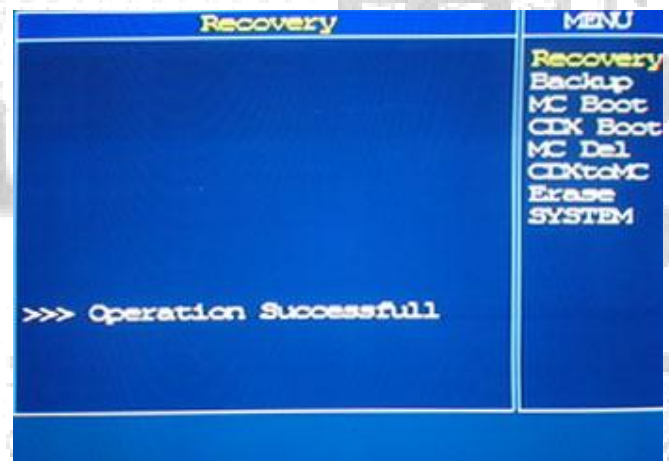 Recovery
MENU
Recovery
Backup
MC Boot
CDX Boot
MC Del
CDXtoMC
Erase
SYSTEM
>>> Operation Successfull